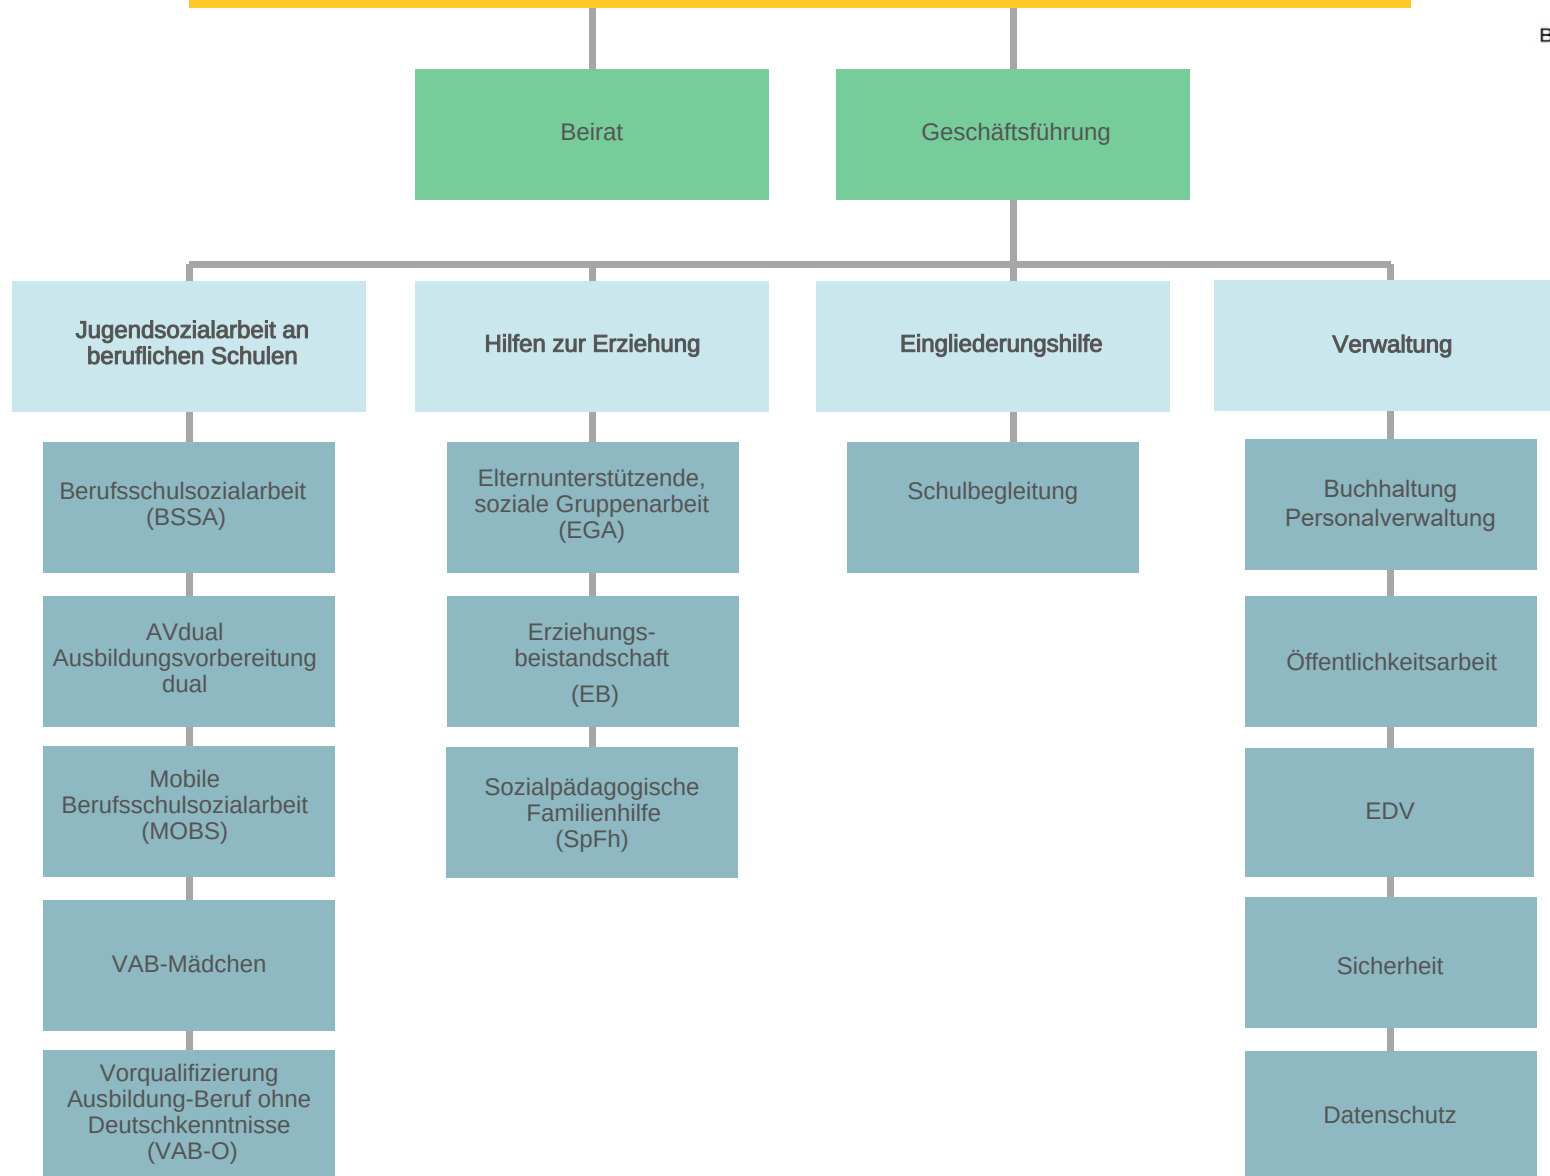 B
Beirat
Geschäftsführung
Jugendsozialarbeit an
beruflichen Schulen
Hilfen zur Erziehung
Eingliederungshilfe
Verwaltung
Berufsschulsozialarbeit
(BSSA)
Elternunterstützende,
soziale Gruppenarbeit
(EGA)
Schulbegleitung
Buchhaltung
Personalverwaltung
AVdual
Ausbildungsvorbereitung
dual
Erziehungs-
beistandschaft
(EB)
Öffentlichkeitsarbeit
Mobile
Berufsschulsozialarbeit
(MOBS)
Sozialpädagogische
Familienhilfe
(SpFh)
EDV
VAB-Mädchen
Sicherheit
Vorqualifizierung
Ausbildung-Beruf ohne
Deutschkenntnisse
(VAB-O)
Datenschutz